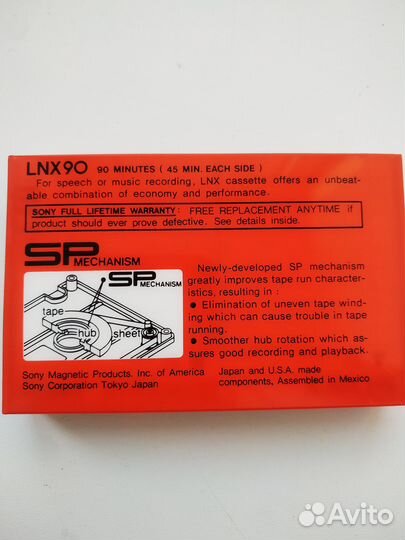 LNX90 90 MINUTES ( 45 MIN. EACH SIDE )
For speech or music recording, LNX cassette offers an unbeat-
able combination of economy and performance.
SONY FULL LIFETIME WARRANTY: FREE REPLACEMENT ANYTIME if
product should ever prove defective. See details inside.
SP MECHANISM
SP MECHANISM
tape
hub
sheet
Newly-developed SP mechanism
greatly improves tape run character-
istics, resulting in :
● Elimination of uneven tape wind-
ing which can cause trouble in tape
running.
● Smoother hub rotation which as-
sures good recording and playback.
Sony Magnetic Products, Inc. of America
Sony Corporation Tokyo Japan
Japan and U.S.A. made
components, Assembled in Mexico
Avito